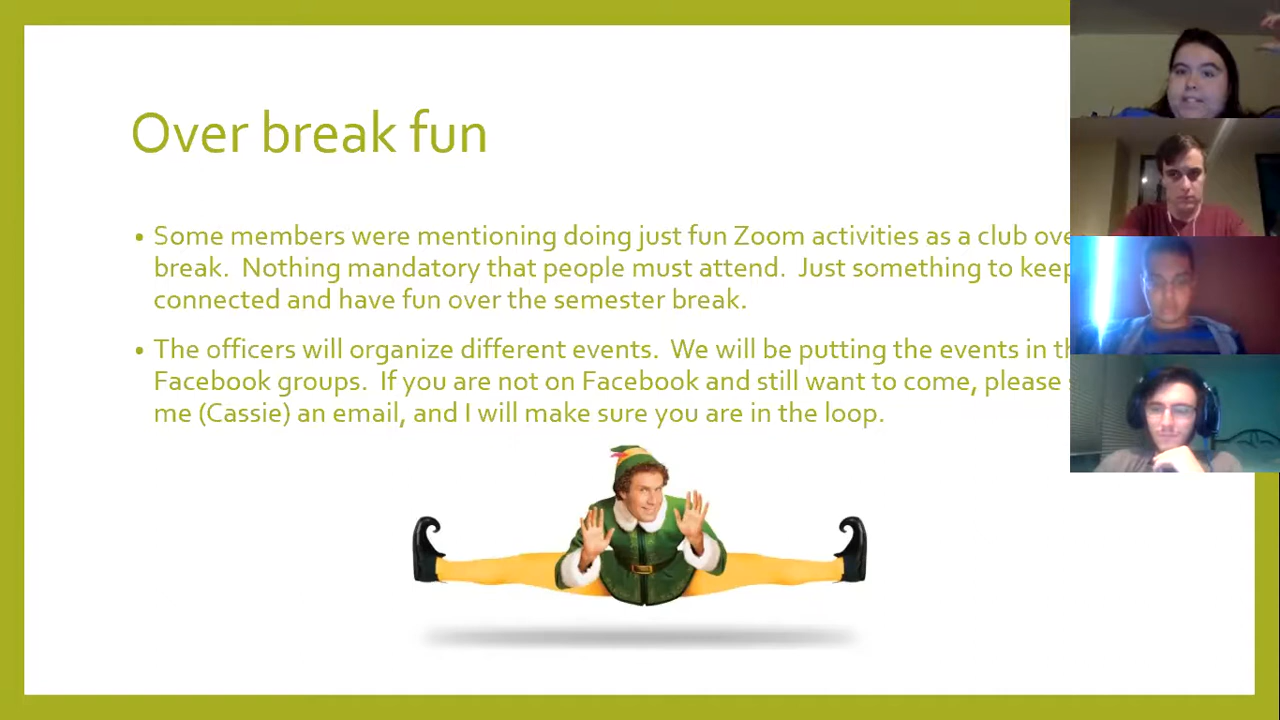 Over break fun
• Some members were mentioning doing just fun Zoom activities as a club
break. Nothing mandatory that people must attend. Just something to keep
connected and have fun over the semester break.
• The officers will organize different events. We will be putting the events in
Facebook groups. If you are not on Facebook and still want to come, please
me (Cassie) an email, and I will make sure you are in the loop.